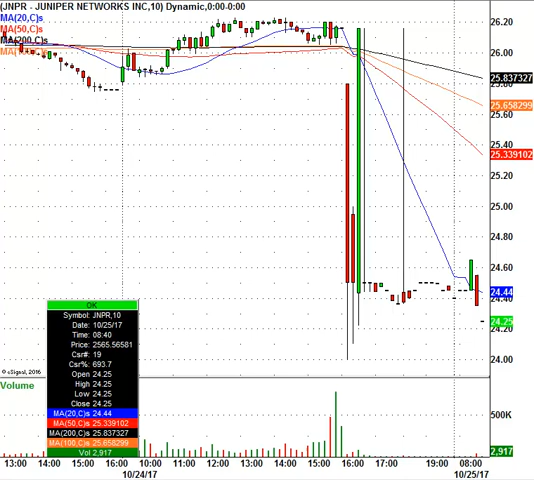 (JNPR - JUNIPER NETWORKS INC,10) Dynamic,0:00-0:00
MA(20,C)s
MA(50,C)s
MA(200,C)s
26.20
26.00
25.837327
25.658299
25.60
25.40
25.339102
25.20
25.00
24.80
24.60
24.44
24.25
24.00
OK
Symbol: JNPR,10
Date: 10/25/17
Time: 08:40
Price: 2565.56581
Csr#: 19
Csr%: 693.7
Open 24.25
High 24.25
Low 24.25
Close 24.25
MA(20,C)s 24.44
MA(50,C)s 25.339102
MA(200,C)s 25.837327
MA(100,C)s 25.658299
Vol 2,917
© eSignal, 2016
Volume
500K
2,917
13:00 14:00 15:00 16:00 10:00 11:00 12:00 13:00 14:00 15:00 16:00 17:00 19:00 08:00
10/24/17 10/25/17